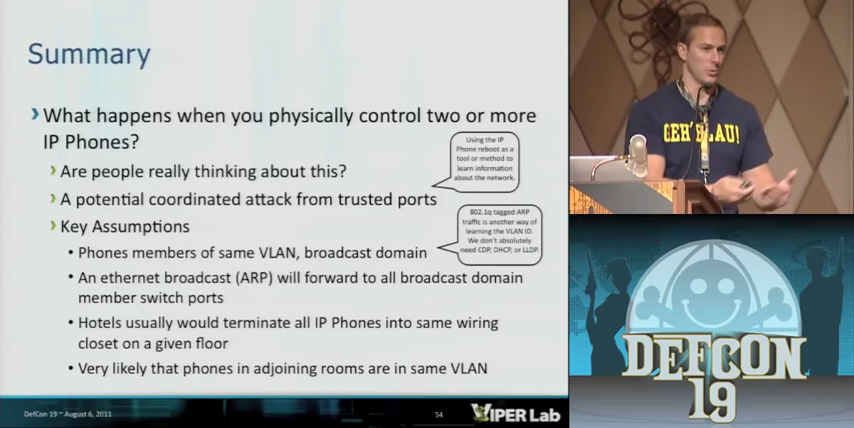 Summary
What happens when you physically control two or more
IP Phones?
Are people really thinking about this?
A potential coordinated attack from trusted ports
Key Assumptions
• Phones members of same VLAN, broadcast domain
• An ethernet broadcast (ARP) will forward to all broadcast domain
member switch ports
• Hotels usually would terminate all IP Phones into same wiring
closet on a given floor
• Very likely that phones in adjoining rooms are in same VLAN
Using the IP
Phone reboot as a
tool or method to
learn information
about the network.
802.1q tagged ARP
traffic is another way of
learning the VLAN ID.
We don't absolutely
need CDP, DHCP, or LLDP.
DefCon 19 ~ August 6, 2011
54
VIPER Lab
GEH BLAU!
DEFCON
19